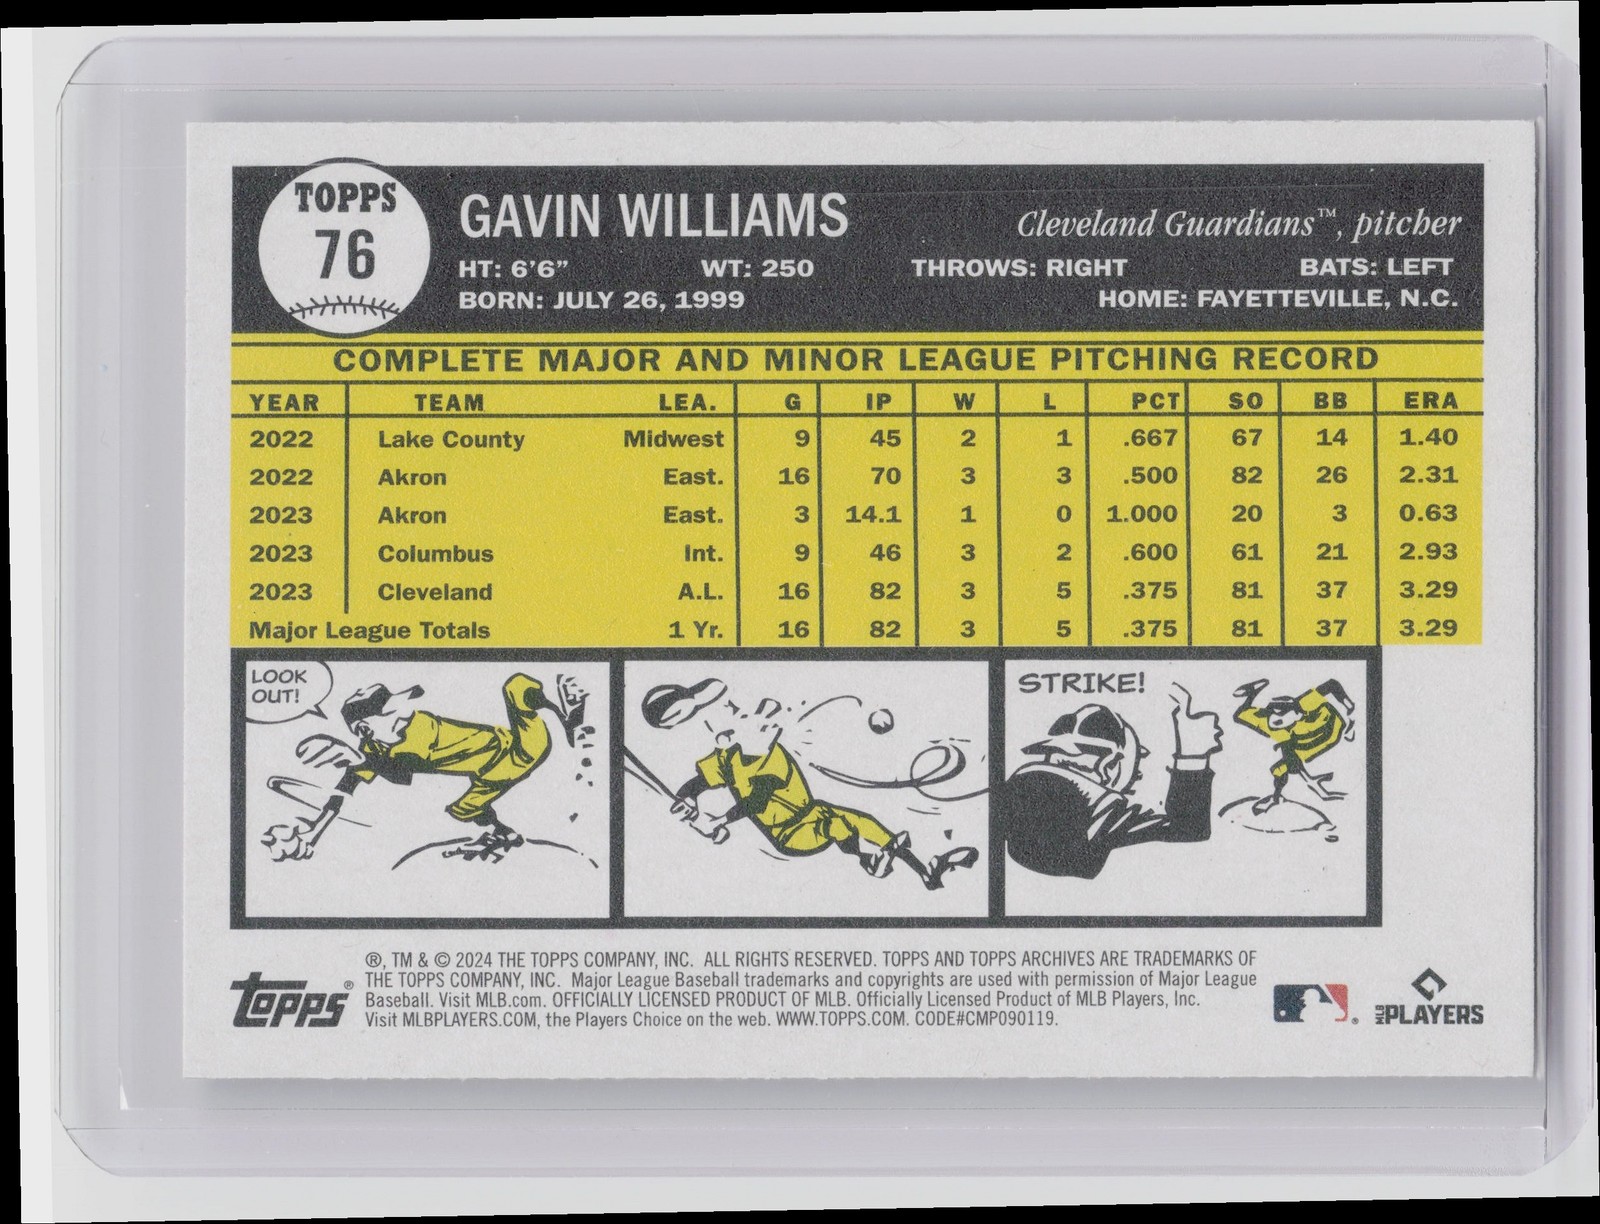 TOPPS
76
GAVIN WILLIAMS
Cleveland Guardians™, pitcher
HT: 6'6" WT: 250 THROWS: RIGHT BATS: LEFT
BORN: JULY 26, 1999 HOME: FAYETTEVILLE, N.C.
COMPLETE MAJOR AND MINOR LEAGUE PITCHING RECORD
YEAR TEAM LEA. G IP W L PCT SO BB ERA
2022 Lake County Midwest 9 45 2 1 .667 67 14 1.40
2022 Akron East. 16 70 3 3 .500 82 26 2.31
2023 Akron East. 3 14.1 1 0 1.000 20 3 0.63
2023 Columbus Int. 9 46 3 2 .600 61 21 2.93
2023 Cleveland A.L. 16 82 3 5 .375 81 37 3.29
Major League Totals 1 Yr. 16 82 3 5 .375 81 37 3.29
LOOK
OUT!
STRIKE!
®, TM & © 2024 THE TOPPS COMPANY, INC. ALL RIGHTS RESERVED. TOPPS AND TOPPS ARCHIVES ARE TRADEMARKS OF
THE TOPPS COMPANY, INC. Major League Baseball trademarks and copyrights are used with permission of Major League
Baseball. Visit MLB.com. OFFICIALLY LICENSED PRODUCT OF MLB. Officially Licensed Product of MLB Players, Inc.
Visit MLBPLAYERS.COM, the Players Choice on the web. WWW.TOPPS.COM. CODE#CMP090119.
topps®
MLB PLAYERS